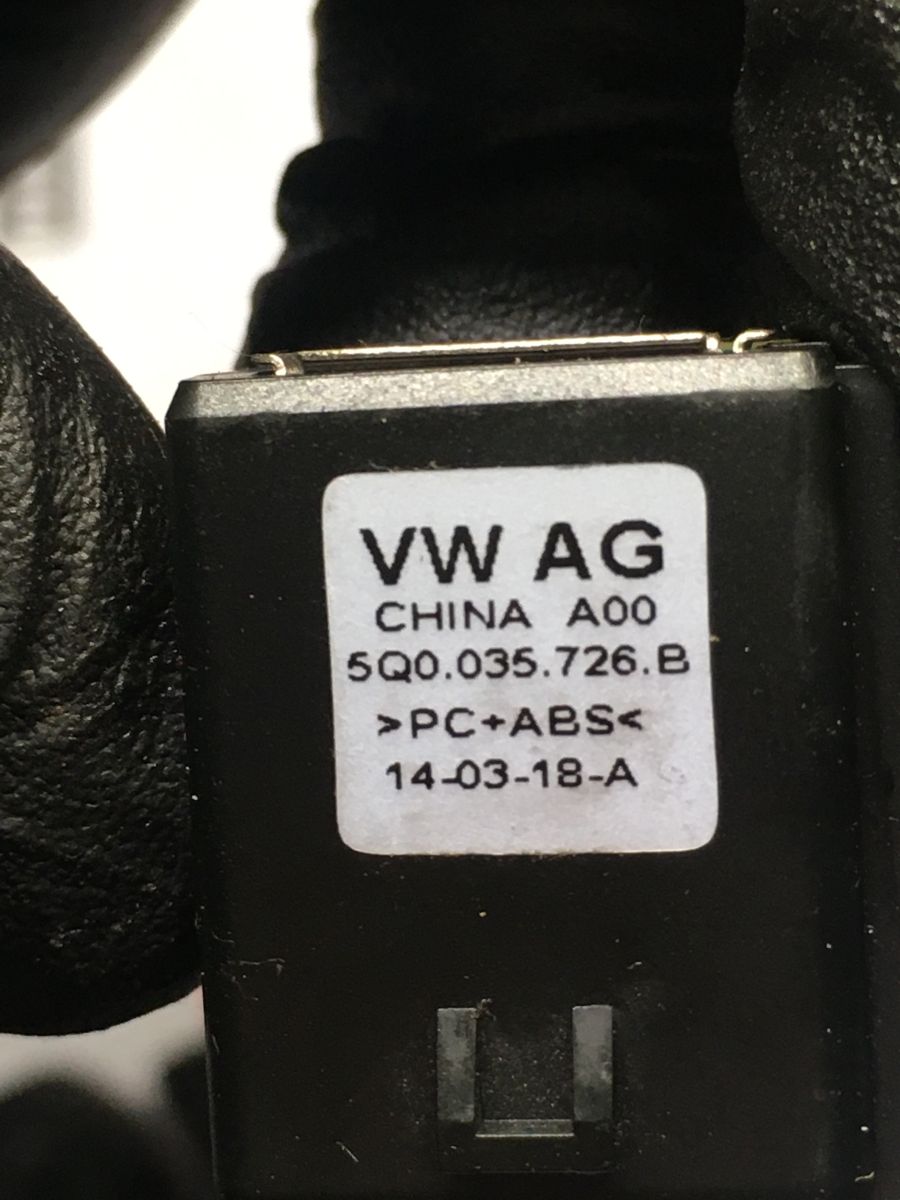 VW AG
CHINA A00
5Q0.035.726.B
>PC+ABS<
14-03-18-A